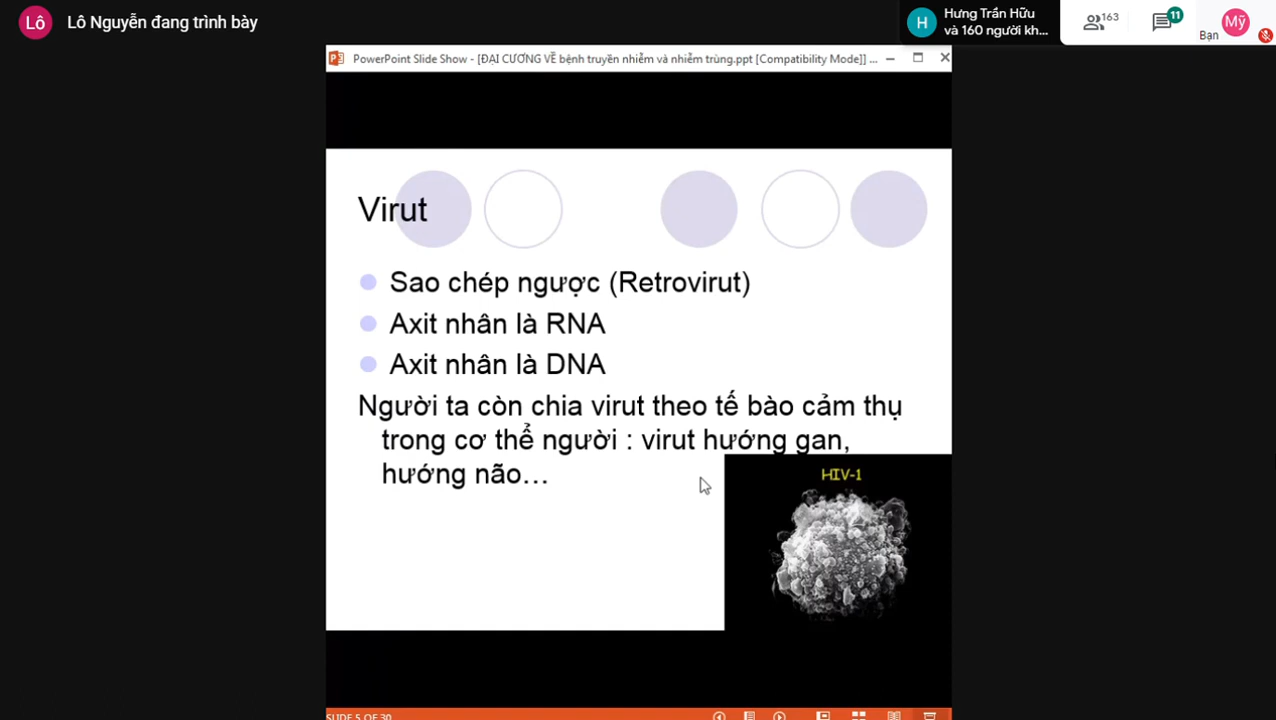 Lô
Lô Nguyễn đang trình bày
H
Hưng Trần Hữu
và 160 người kh...
163
11
Bạn
Mỹ
PowerPoint Slide Show - [ĐẠI CƯƠNG VỀ bệnh truyền nhiễm và nhiễm trùng.ppt [Compatibility Mode]] ...
Virut
Sao chép ngược (Retrovirut)
Axit nhân là RNA
Axit nhân là DNA
Người ta còn chia virut theo tế bào cảm thụ
trong cơ thể người : virut hướng gan,
hướng não...
HIV-1
SLIDE 5 OF 30